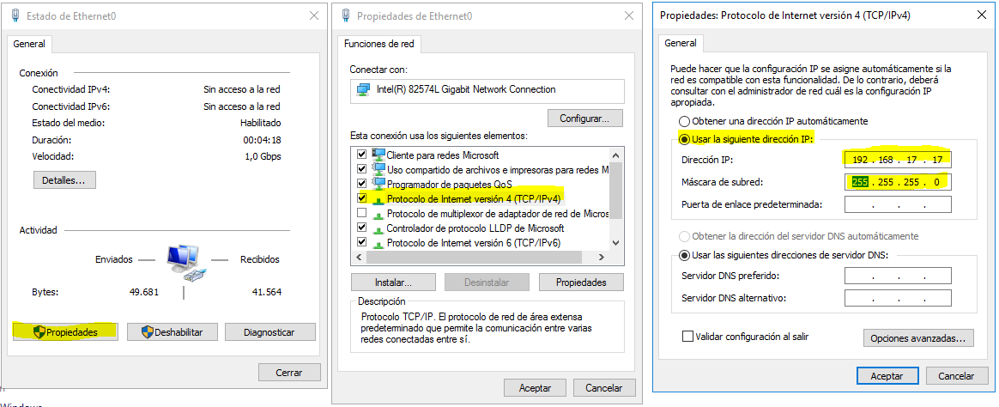 Estado de Ethernet0
General
Conexión
Conectividad IPv4: Sin acceso a la red
Conectividad IPv6: Sin acceso a la red
Estado del medio: Habilitado
Duración: 00:04:18
Velocidad: 1,0 Gbps
Detalles...
Actividad
Enviados Recibidos
Bytes: 49.681 41.564
Propiedades Deshabilitar Diagnosticar
Cerrar
Windows
Propiedades de Ethernet0
Funciones de red
Conectar con:
Intel(R) 82574L Gigabit Network Connection
Configurar...
Esta conexión usa los siguientes elementos:
Cliente para redes Microsoft
Uso compartido de archivos e impresoras para redes M
Programador de paquetes QoS
Protocolo de Internet versión 4 (TCP/IPv4)
Protocolo de multiplexor de adaptador de red de Micros
Controlador de protocolo LLDP de Microsoft
Protocolo de Internet versión 6 (TCP/IPv6)
Instalar... Desinstalar Propiedades
Descripción
Protocolo TCP/IP. El protocolo de red de área extensa
predeterminado que permite la comunicación entre varias
redes conectadas entre sí.
Aceptar Cancelar
Propiedades: Protocolo de Internet versión 4 (TCP/IPv4)
General
Puede hacer que la configuración IP se asigne automáticamente si la
red es compatible con esta funcionalidad. De lo contrario, deberá
consultar con el administrador de red cuál es la configuración IP
apropiada.
Obtener una dirección IP automáticamente
Usar la siguiente dirección IP:
Dirección IP: 192 . 168 . 17 . 17
Máscara de subred: 255 . 255 . 255 . 0
Puerta de enlace predeterminada: . . .
Obtener la dirección del servidor DNS automáticamente
Usar las siguientes direcciones de servidor DNS:
Servidor DNS preferido: . . .
Servidor DNS alternativo: . . .
Validar configuración al salir Opciones avanzadas...
Aceptar Cancelar